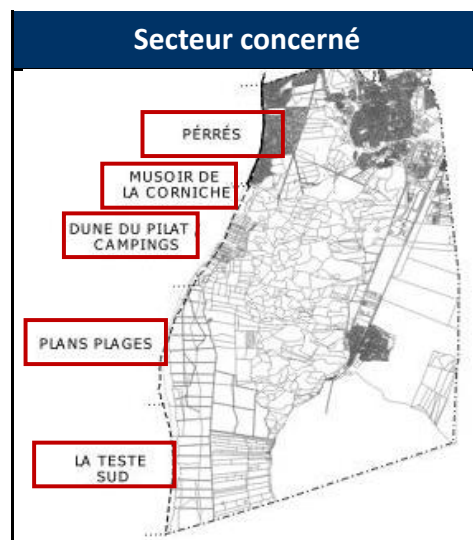 Secteur concerné
PÉRRÉS
MUSOIR DE
LA CORNICHE
DUNE DU PILAT
CAMPINGS
PLANS PLAGES
LA TESTE
SUD